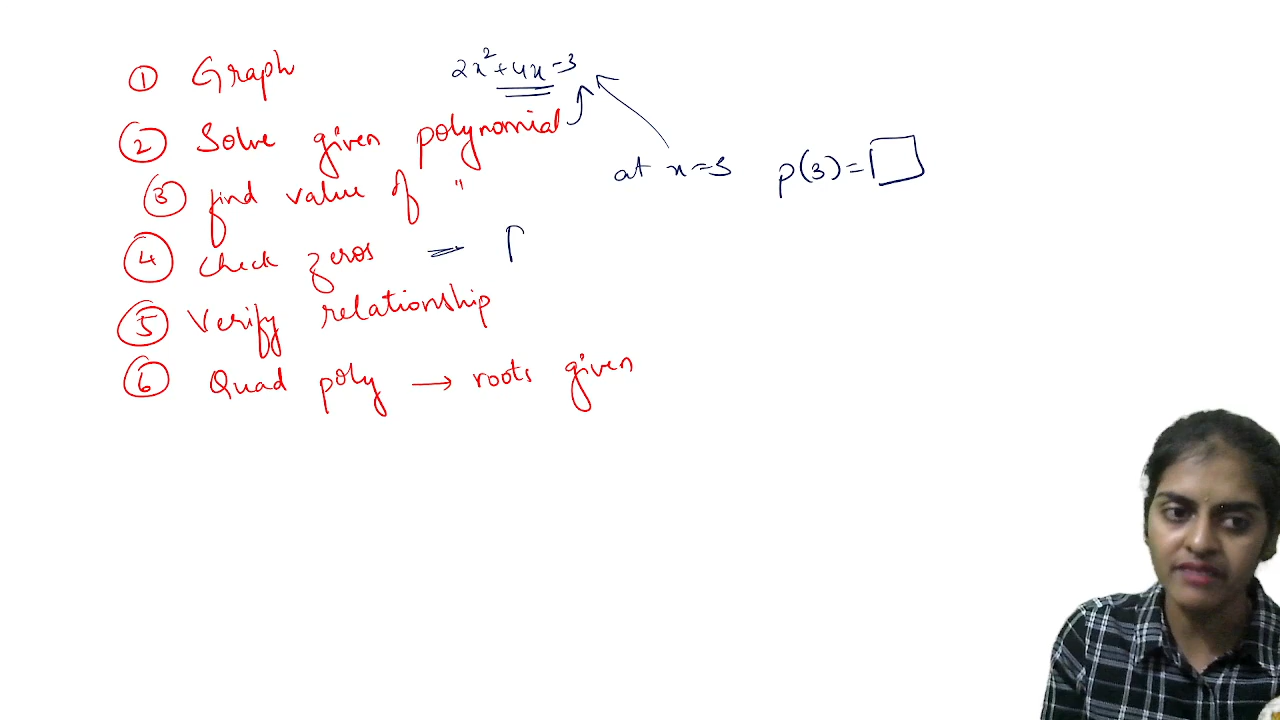 ① Graph
2x²+4x=3
② Solve given polynomial
at x=3 p(3)=
③ find value of "
④ Check zeros =
⑤ Verify relationship
⑥ Quad poly → roots given